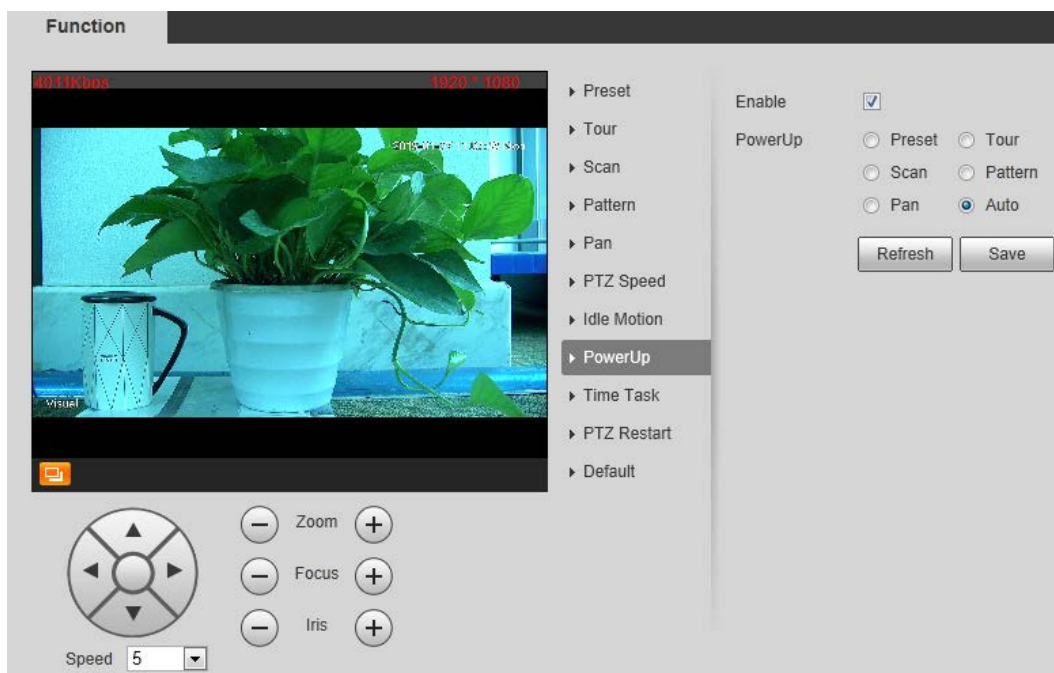 Function
4011Kbps 1920 * 1080
Visual
Preset
Tour
Scan
Pattern
Pan
PTZ Speed
Idle Motion
PowerUp
Time Task
PTZ Restart
Default
Enable
PowerUp Preset Tour
Scan Pattern
Pan Auto
Refresh Save
Zoom
Focus
Iris
Speed 5